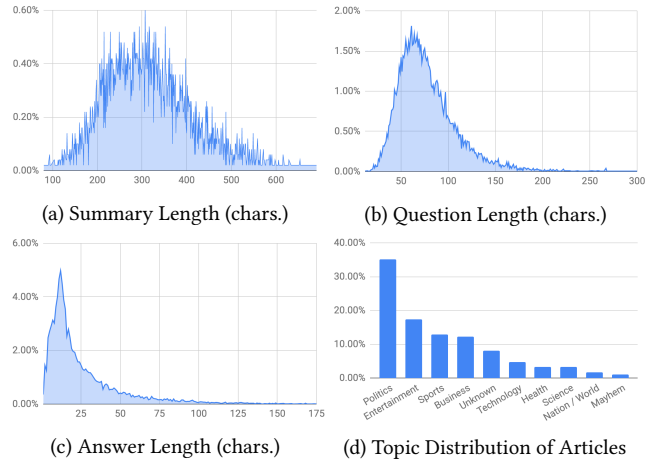 0.60%
0.40%
0.20%
0.00%
100 200 300 400 500 600
(a) Summary Length (chars.)
2.00%
1.50%
1.00%
0.50%
0.00%
50 100 150 200 250 300
(b) Question Length (chars.)
6.00%
4.00%
2.00%
0.00%
25 50 75 100 125 150 175
(c) Answer Length (chars.)
40.00%
30.00%
20.00%
10.00%
0.00%
Politics
Entertainment
Sports
Business
Unknown
Technology
Health
Science
Nation / World
Mayhem
(d) Topic Distribution of Articles